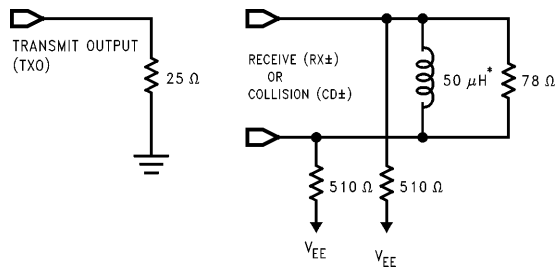 TRANSMIT OUTPUT
(TXO)
25 Ω
RECEIVE (RX±)
OR
COLLISION (CD±)
50 μH*
78 Ω
510 Ω
510 Ω
VEE
VEE